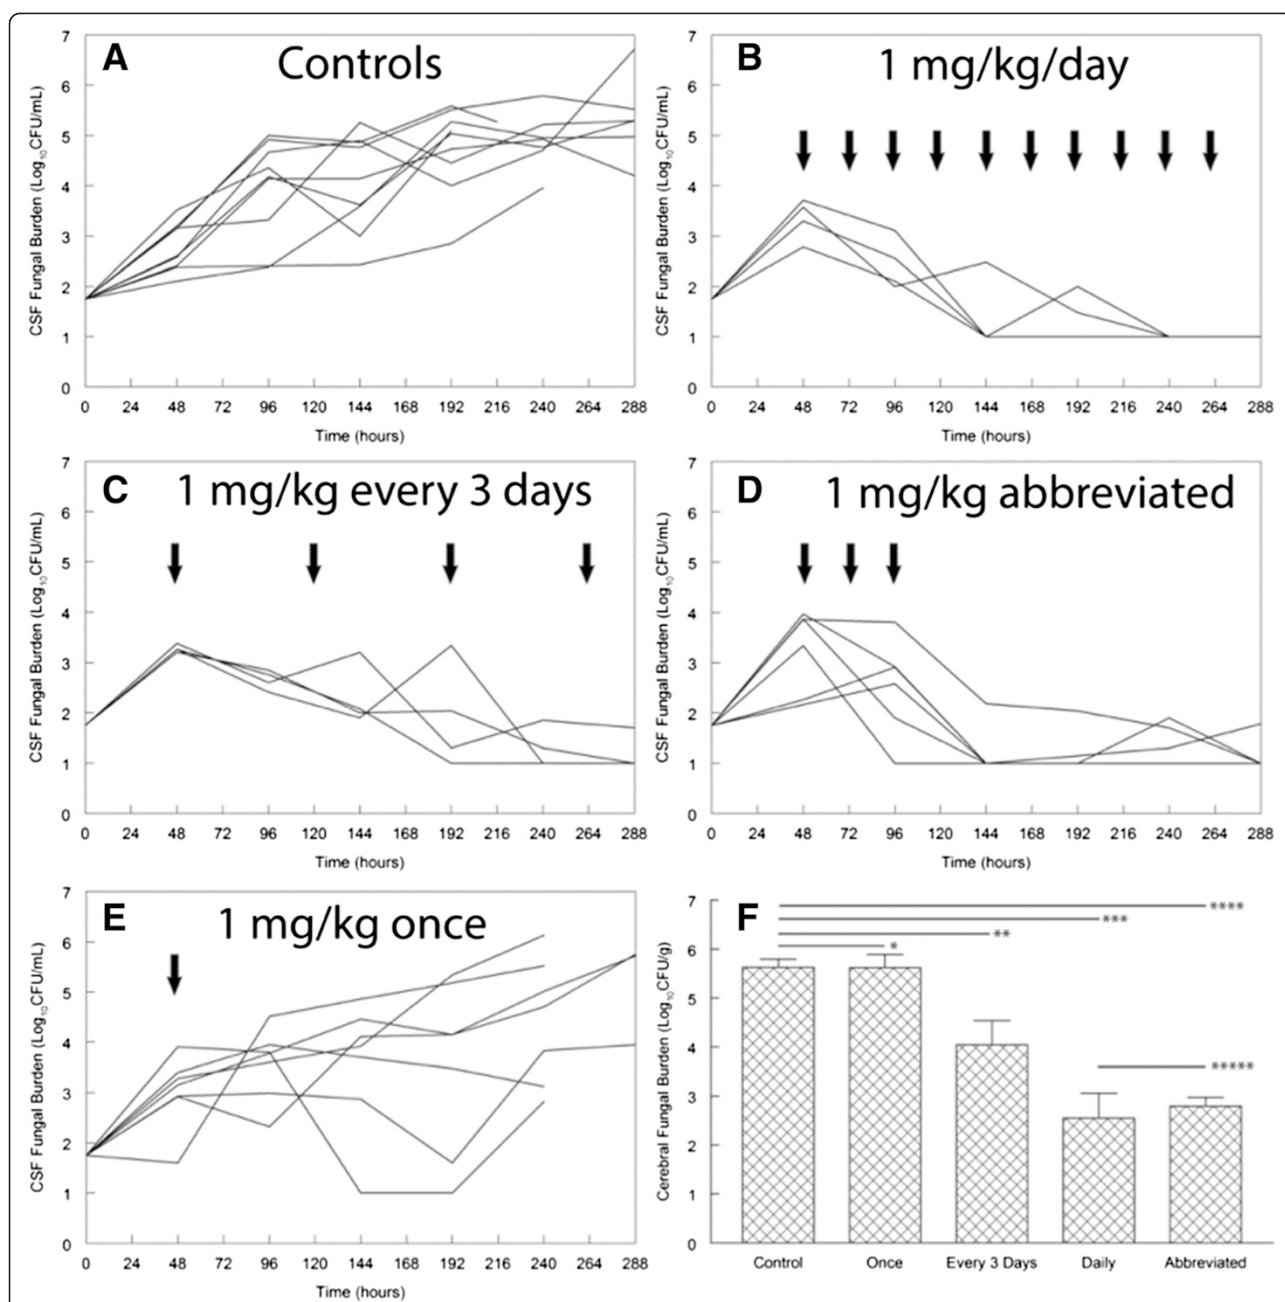 A
Controls
7
6
5
4
3
2
1
0
CSF Fungal Burden (Log10CFU/mL)
0 24 48 72 96 120 144 168 192 216 240 264 288
Time (hours)
B
1 mg/kg/day
7
6
5
4
3
2
1
0
CSF Fungal Burden (Log10CFU/mL)
0 24 48 72 96 120 144 168 192 216 240 264 288
Time (hours)
C
1 mg/kg every 3 days
7
6
5
4
3
2
1
0
CSF Fungal Burden (Log10CFU/mL)
0 24 48 72 96 120 144 168 192 216 240 264 288
Time (hours)
D
1 mg/kg abbreviated
7
6
5
4
3
2
1
0
CSF Fungal Burden (Log10CFU/mL)
0 24 48 72 96 120 144 168 192 216 240 264 288
Time (hours)
E
1 mg/kg once
7
6
5
4
3
2
1
0
CSF Fungal Burden (Log10CFU/mL)
0 24 48 72 96 120 144 168 192 216 240 264 288
Time (hours)
F
****
***
**
*
*****
7
6
5
4
3
2
1
0
Cerebral Fungal Burden (Log10CFU/g)
Control Once Every 3 Days Daily Abbreviated